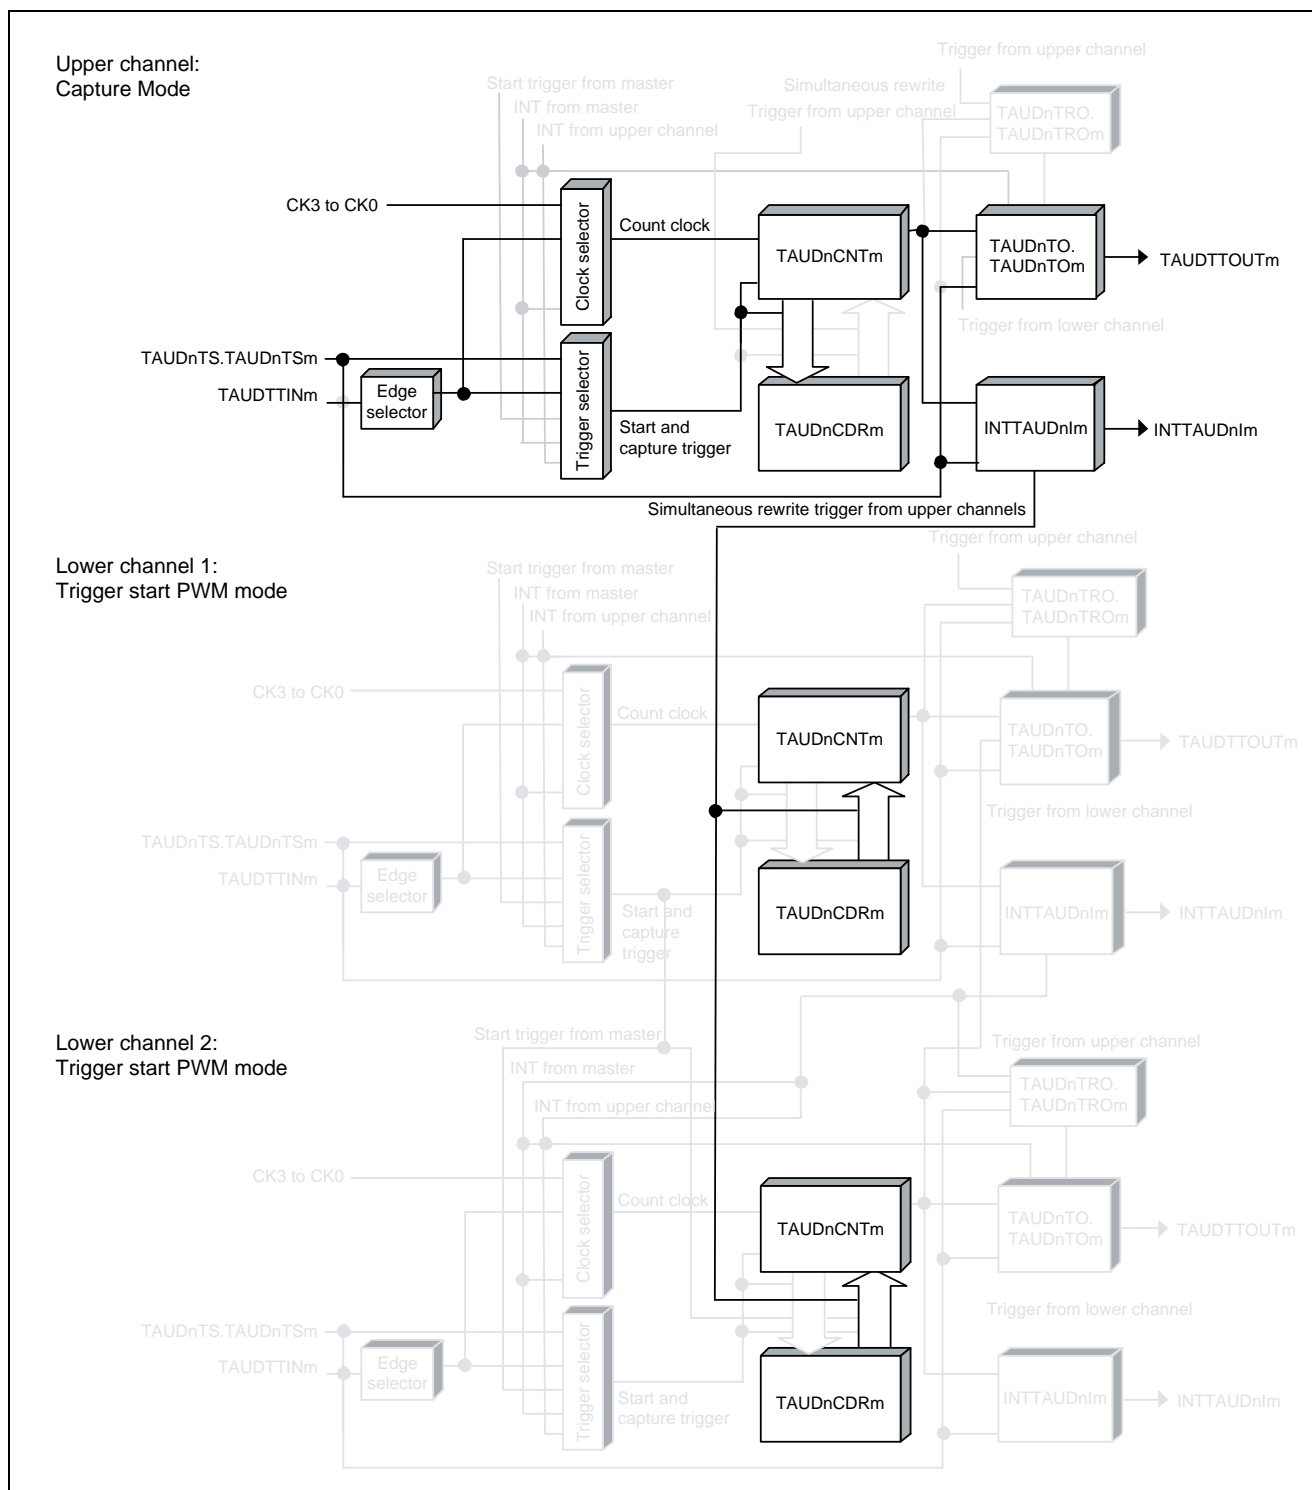 Upper channel:
Capture Mode
Trigger from upper channel
Start trigger from master
Simultaneous rewrite
INT from master
Trigger from upper channel
TAUDnTRO.
TAUDnTROm
INT from upper channel
CK3 to CK0
Clock selector
Count clock
TAUDnCNTm
TAUDnTO.
TAUDnTOm
TAUDTTOUTm
Trigger from lower channel
TAUDnTS.TAUDnTSm
TAUDTTINm
Edge
selector
Trigger selector
Start and
capture trigger
TAUDnCDRm
INTTAUDnIm
INTTAUDnIm
Simultaneous rewrite trigger from upper channels
Lower channel 1:
Trigger start PWM mode
Trigger from upper channel
Start trigger from master
INT from master
INT from upper channel
TAUDnTRO.
TAUDnTROm
CK3 to CK0
Clock selector
Count clock
TAUDnCNTm
TAUDnTO.
TAUDnTOm
TAUDTTOUTm
Trigger from lower channel
TAUDnTS.TAUDnTSm
TAUDTTINm
Edge
selector
Trigger selector
Start and
capture
trigger
TAUDnCDRm
INTTAUDnIm
INTTAUDnIm
Lower channel 2:
Trigger start PWM mode
Start trigger from master
Trigger from upper channel
INT from master
INT from upper channel
TAUDnTRO.
TAUDnTROm
CK3 to CK0
Clock selector
Count clock
TAUDnCNTm
TAUDnTO.
TAUDnTOm
TAUDTTOUTm
Trigger from lower channel
TAUDnTS.TAUDnTSm
TAUDTTINm
Edge
selector
Trigger selector
Start and
capture trigger
TAUDnCDRm
INTTAUDnIm
INTTAUDnIm